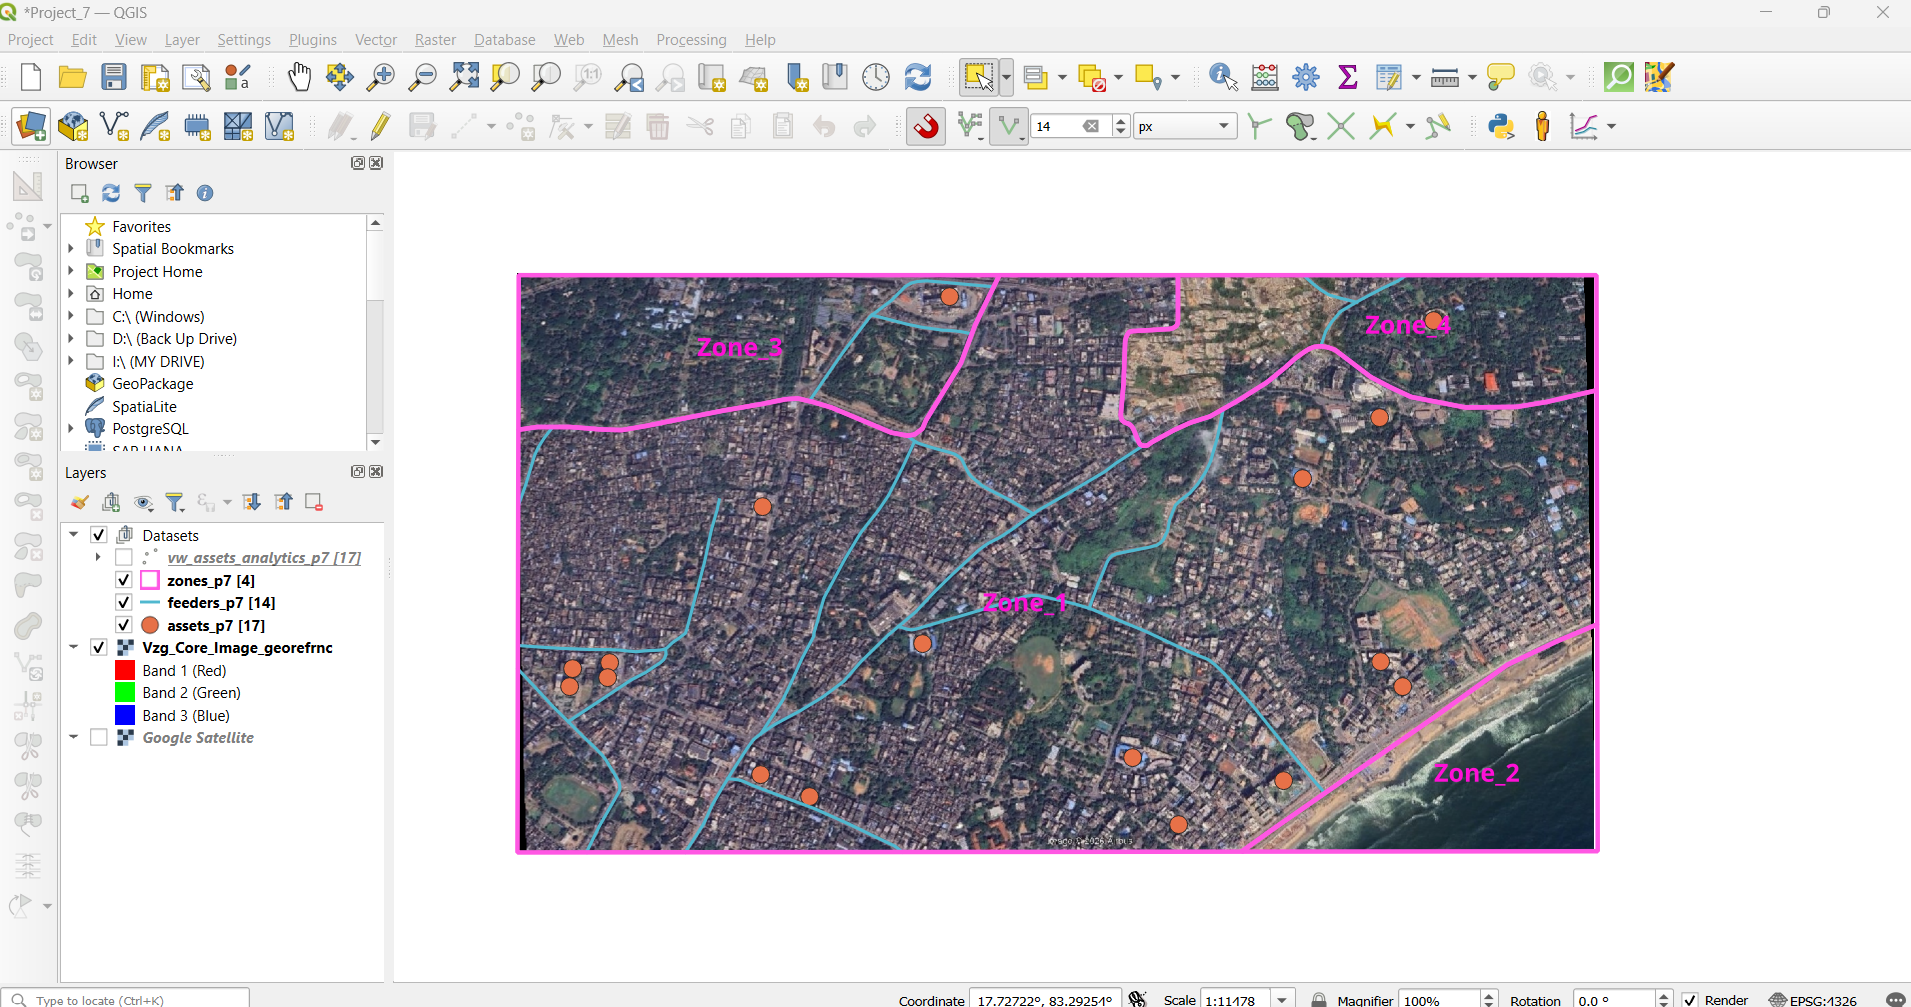 *Project_7 — QGIS
Project Edit View Layer Settings Plugins Vector Raster Database Web Mesh Processing Help
14 px
Browser
Favorites
Spatial Bookmarks
Project Home
Home
C:\ (Windows)
D:\ (Back Up Drive)
I:\ (MY DRIVE)
GeoPackage
SpatiaLite
PostgreSQL
SAP HANA
Layers
Datasets
vw_assets_analytics_p7 [17]
zones_p7 [4]
feeders_p7 [14]
assets_p7 [17]
Vzg_Core_Image_georefrnc
Band 1 (Red)
Band 2 (Green)
Band 3 (Blue)
Google Satellite
Zone_3
Zone_4
Zone_1
Zone_2
Type to locate (Ctrl+K)
Coordinate 17.72722°, 83.29254° Scale 1:11478 Magnifier 100% Rotation 0.0 ° Render EPSG:4326